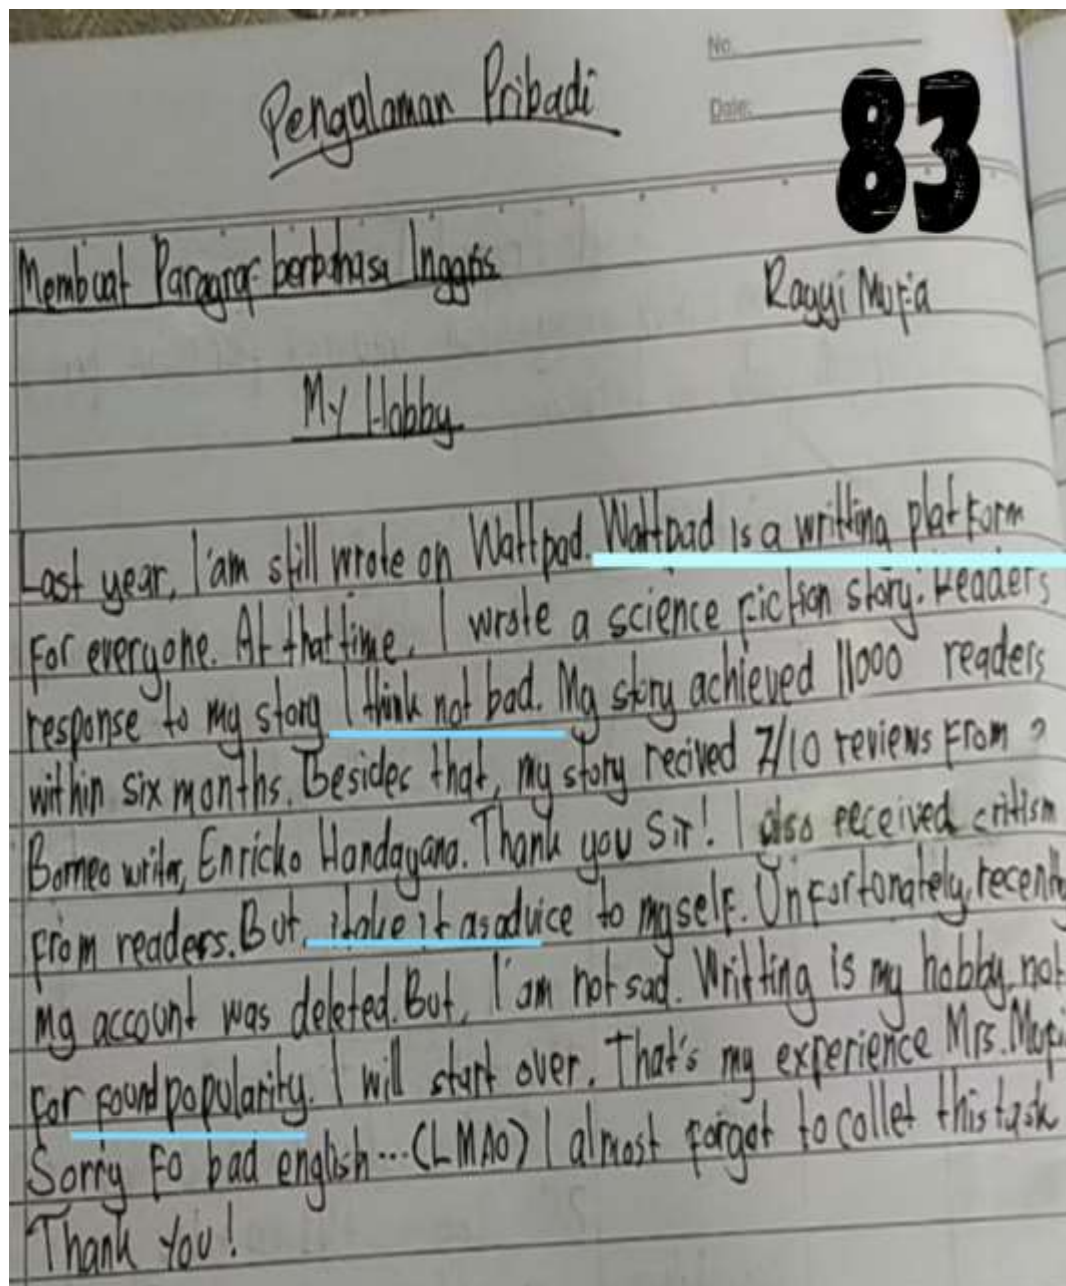 No.
Date:
83
Pengalaman Pribadi
Membuat Paragraf berbahasa Inggris
My Hobby
Last year, I'am still wrote on Wattpad. Wattpad is a writting platform
for everyone. At that time, I wrote a science fiction story. Readers
response to my story I think not bad. My story achieved 11000 readers
within six months. Besides that, my story recived 7/10 reviews from
Borneo writer, Enricko Handayana. Thank you Sir! I also received critism
from readers. But, itake it as advice to myself. Unfortonately, recently
my account was deleted. But, I'am not sad. Writting is my hobby, not
for found popularity. I will start over. That's my experience Mrs.
Sorry fo bad english...(LMAO) I almost forgot to collet this task
Thank You!